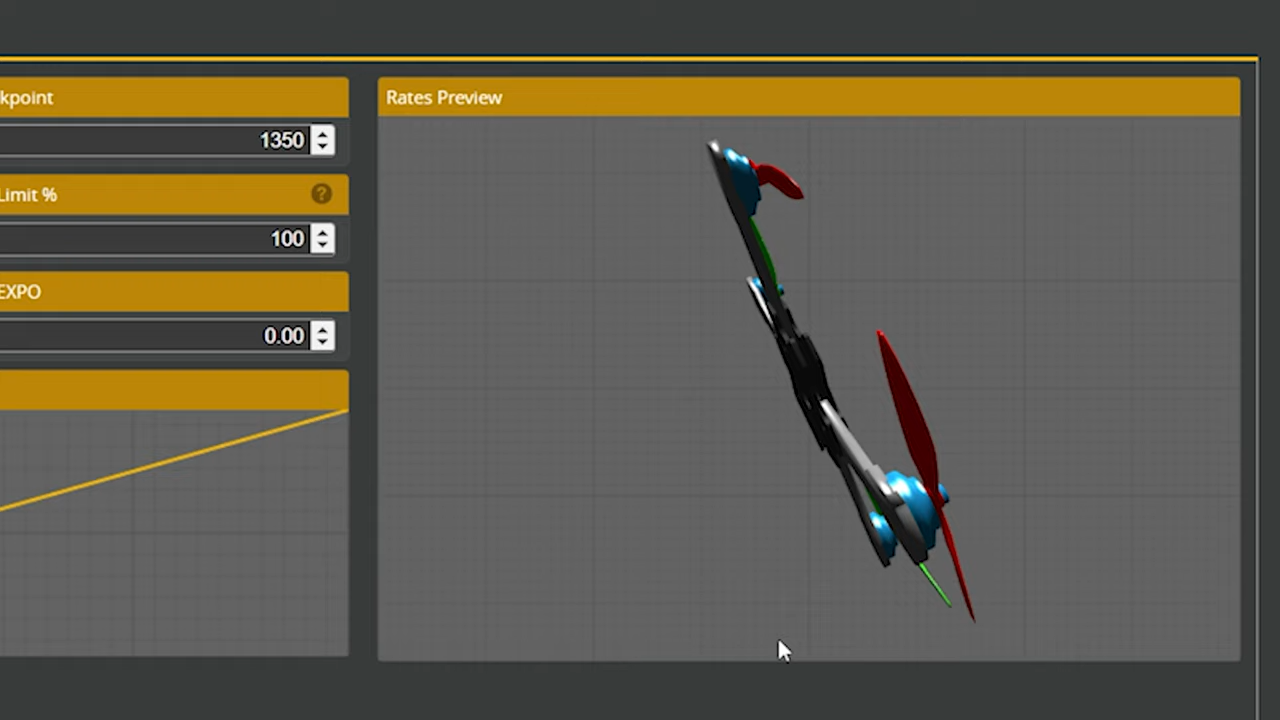 kpoint
1350
Limit %
?
100
EXPO
0.00
Rates Preview